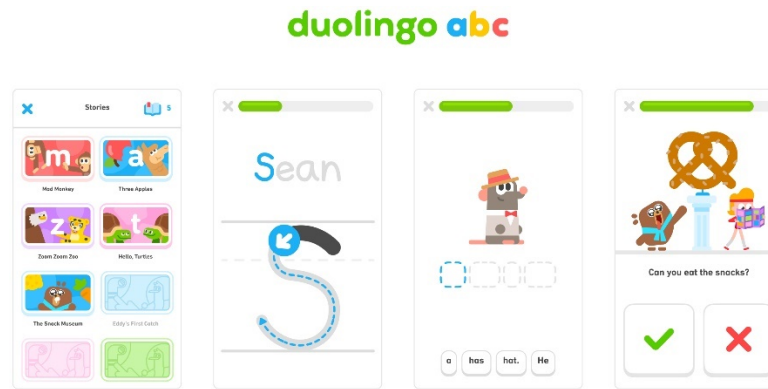 duolingo abc
Stories
5
m
a
Mad Monkey
Three Apples
z
t
Zoom Zoom Zoo
Hello, Turtles
The Snack Museum
Eddy's First Catch
Sean
a has hat. He
Can you eat the snacks?